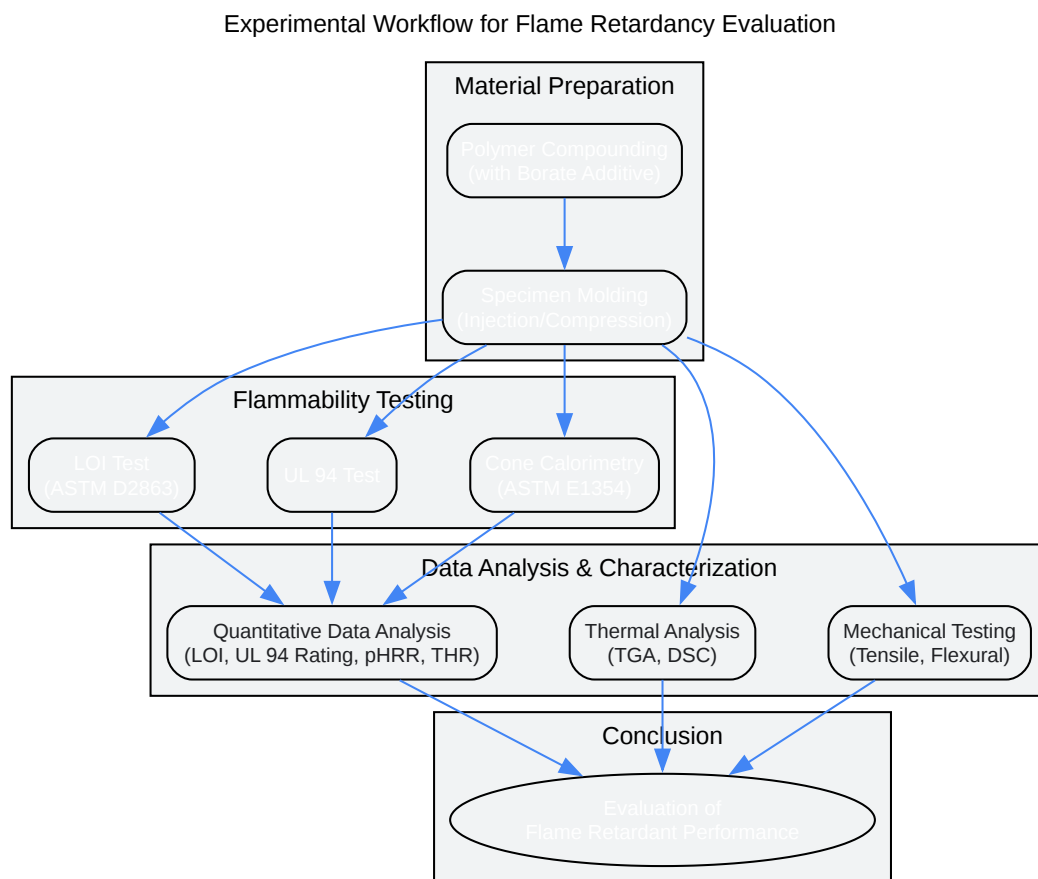 Experimental Workflow for Flame Retardancy Evaluation
Material Preparation
Polymer Compounding
(with Borate Additive)
Specimen Molding
(Injection/Compression)
Flammability Testing
LOI Test
(ASTM D2863)
UL 94 Test
Cone Calorimetry
(ASTM E1354)
Data Analysis & Characterization
Quantitative Data Analysis
(LOI, UL 94 Rating, pHRR, THR)
Thermal Analysis
(TGA, DSC)
Mechanical Testing
(Tensile, Flexural)
Conclusion
Evaluation of
Flame Retardant Performance